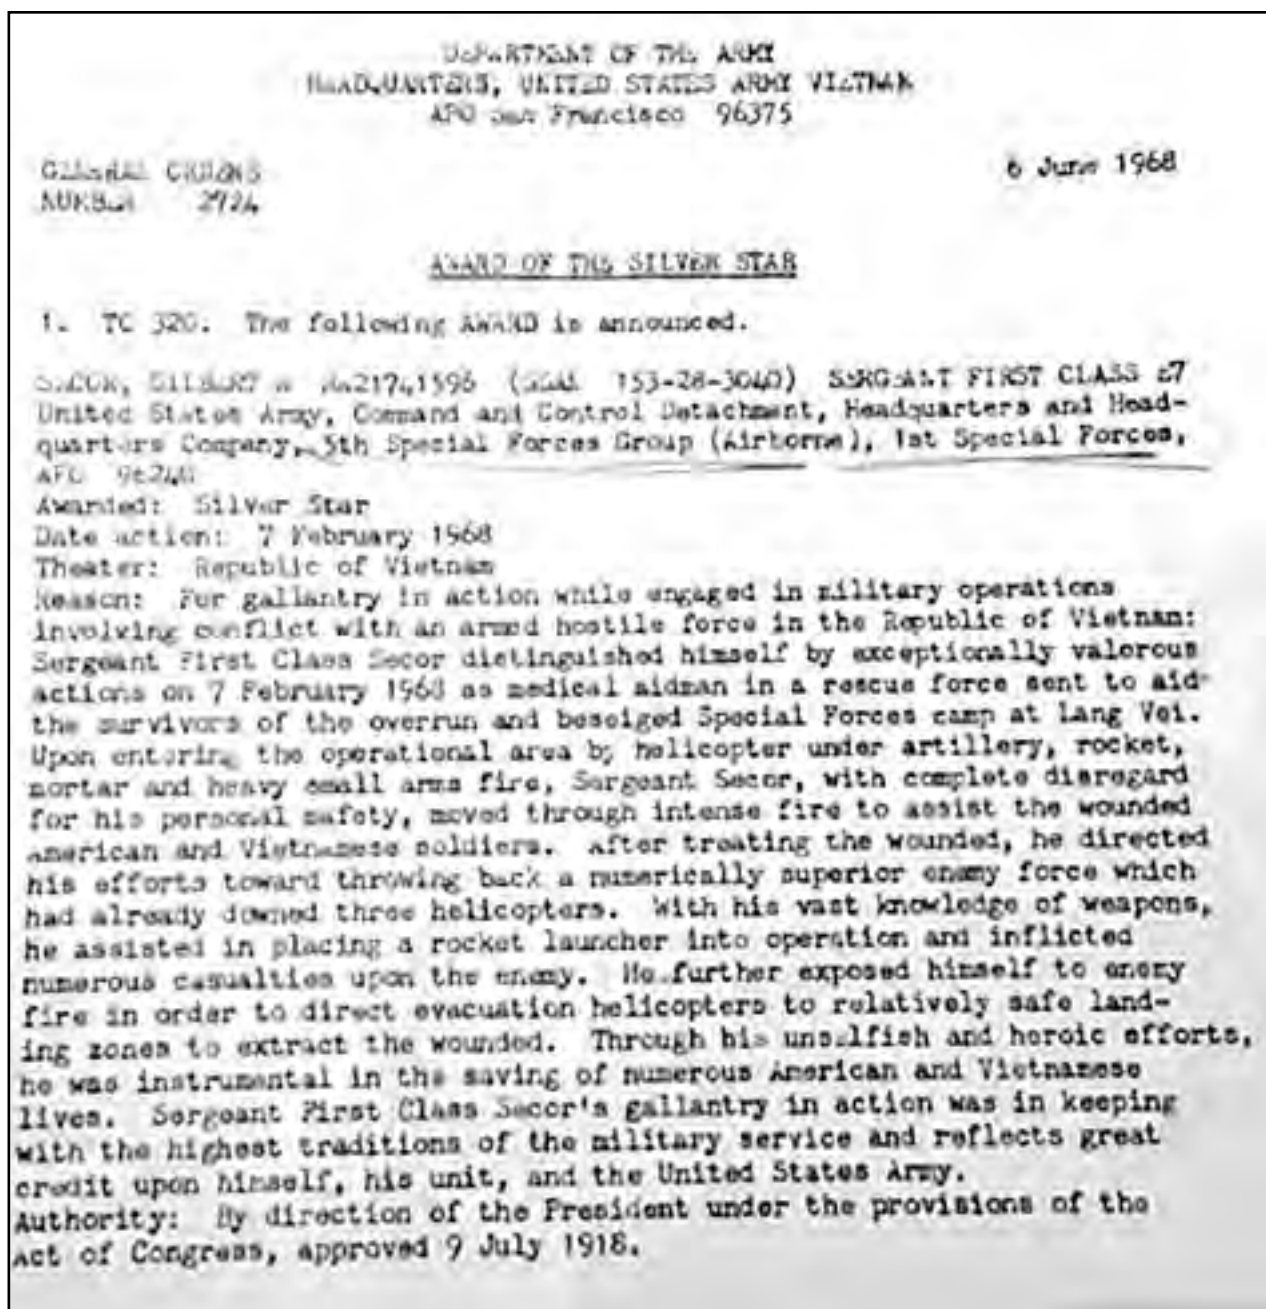 DEPARTMENT OF THE ARMY
HEADQUARTERS, UNITED STATES ARMY VIETNAM
APO San Francisco 96375
GENERAL ORDERS
6 June 1968
NUMBER 2724
AWARD OF THE SILVER STAR
1. TC 320. The following AWARD is announced.
SECOR, GILBERT (SSAN SERGEANT FIRST CLASS E7
United States Army, Command and Control Detachment, Headquarters and Head-
quarters Company, 5th Special Forces Group (Airborne), 1st Special Forces,
APO 96240
Awarded: Silver Star
Date action: 7 February 1968
Theater: Republic of Vietnam
Reason: For gallantry in action while engaged in military operations
involving conflict with an armed hostile force in the Republic of Vietnam:
Sergeant First Class Secor distinguished himself by exceptionally valorous
actions on 7 February 1968 as medical aidman in a rescue force sent to aid
the survivors of the overrun and beseiged Special Forces camp at Lang Vei.
Upon entering the operational area by helicopter under artillery, rocket,
mortar and heavy small arms fire, Sergeant Secor, with complete disregard
for his personal safety, moved through intense fire to assist the wounded
American and Vietnamese soldiers. After treating the wounded, he directed
his efforts toward throwing back a numerically superior enemy force which
had already downed three helicopters. With his vast knowledge of weapons,
he assisted in placing a rocket launcher into operation and inflicted
numerous casualties upon the enemy. He further exposed himself to enemy
fire in order to direct evacuation helicopters to relatively safe land-
ing zones to extract the wounded. Through his unselfish and heroic efforts,
he was instrumental in the saving of numerous American and Vietnamese
lives. Sergeant First Class Secor's gallantry in action was in keeping
with the highest traditions of the military service and reflects great
credit upon himself, his unit, and the United States Army.
Authority: By direction of the President under the provisions of the
Act of Congress, approved 9 July 1918.